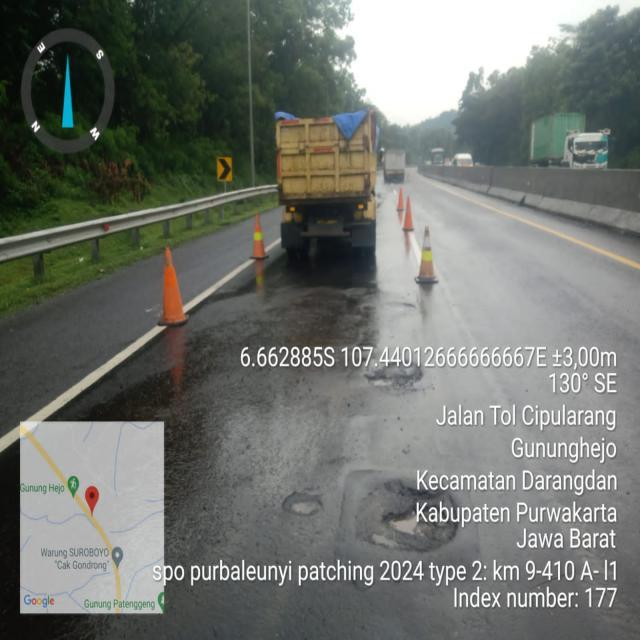 E
S
N
W
6.662885S 107.44012666666667E ±3,00m
130° SE
Jalan Tol Cipularang
Gununghejo
Kecamatan Darangdan
Kabupaten Purwakarta
Jawa Barat
spo purbaleunyi patching 2024 type 2: km 9-410 A- l1
Index number: 177
Gunung Hejo
Warung SUROBOYO
"Cak Gondrong"
Google
Gunung Patenggeng